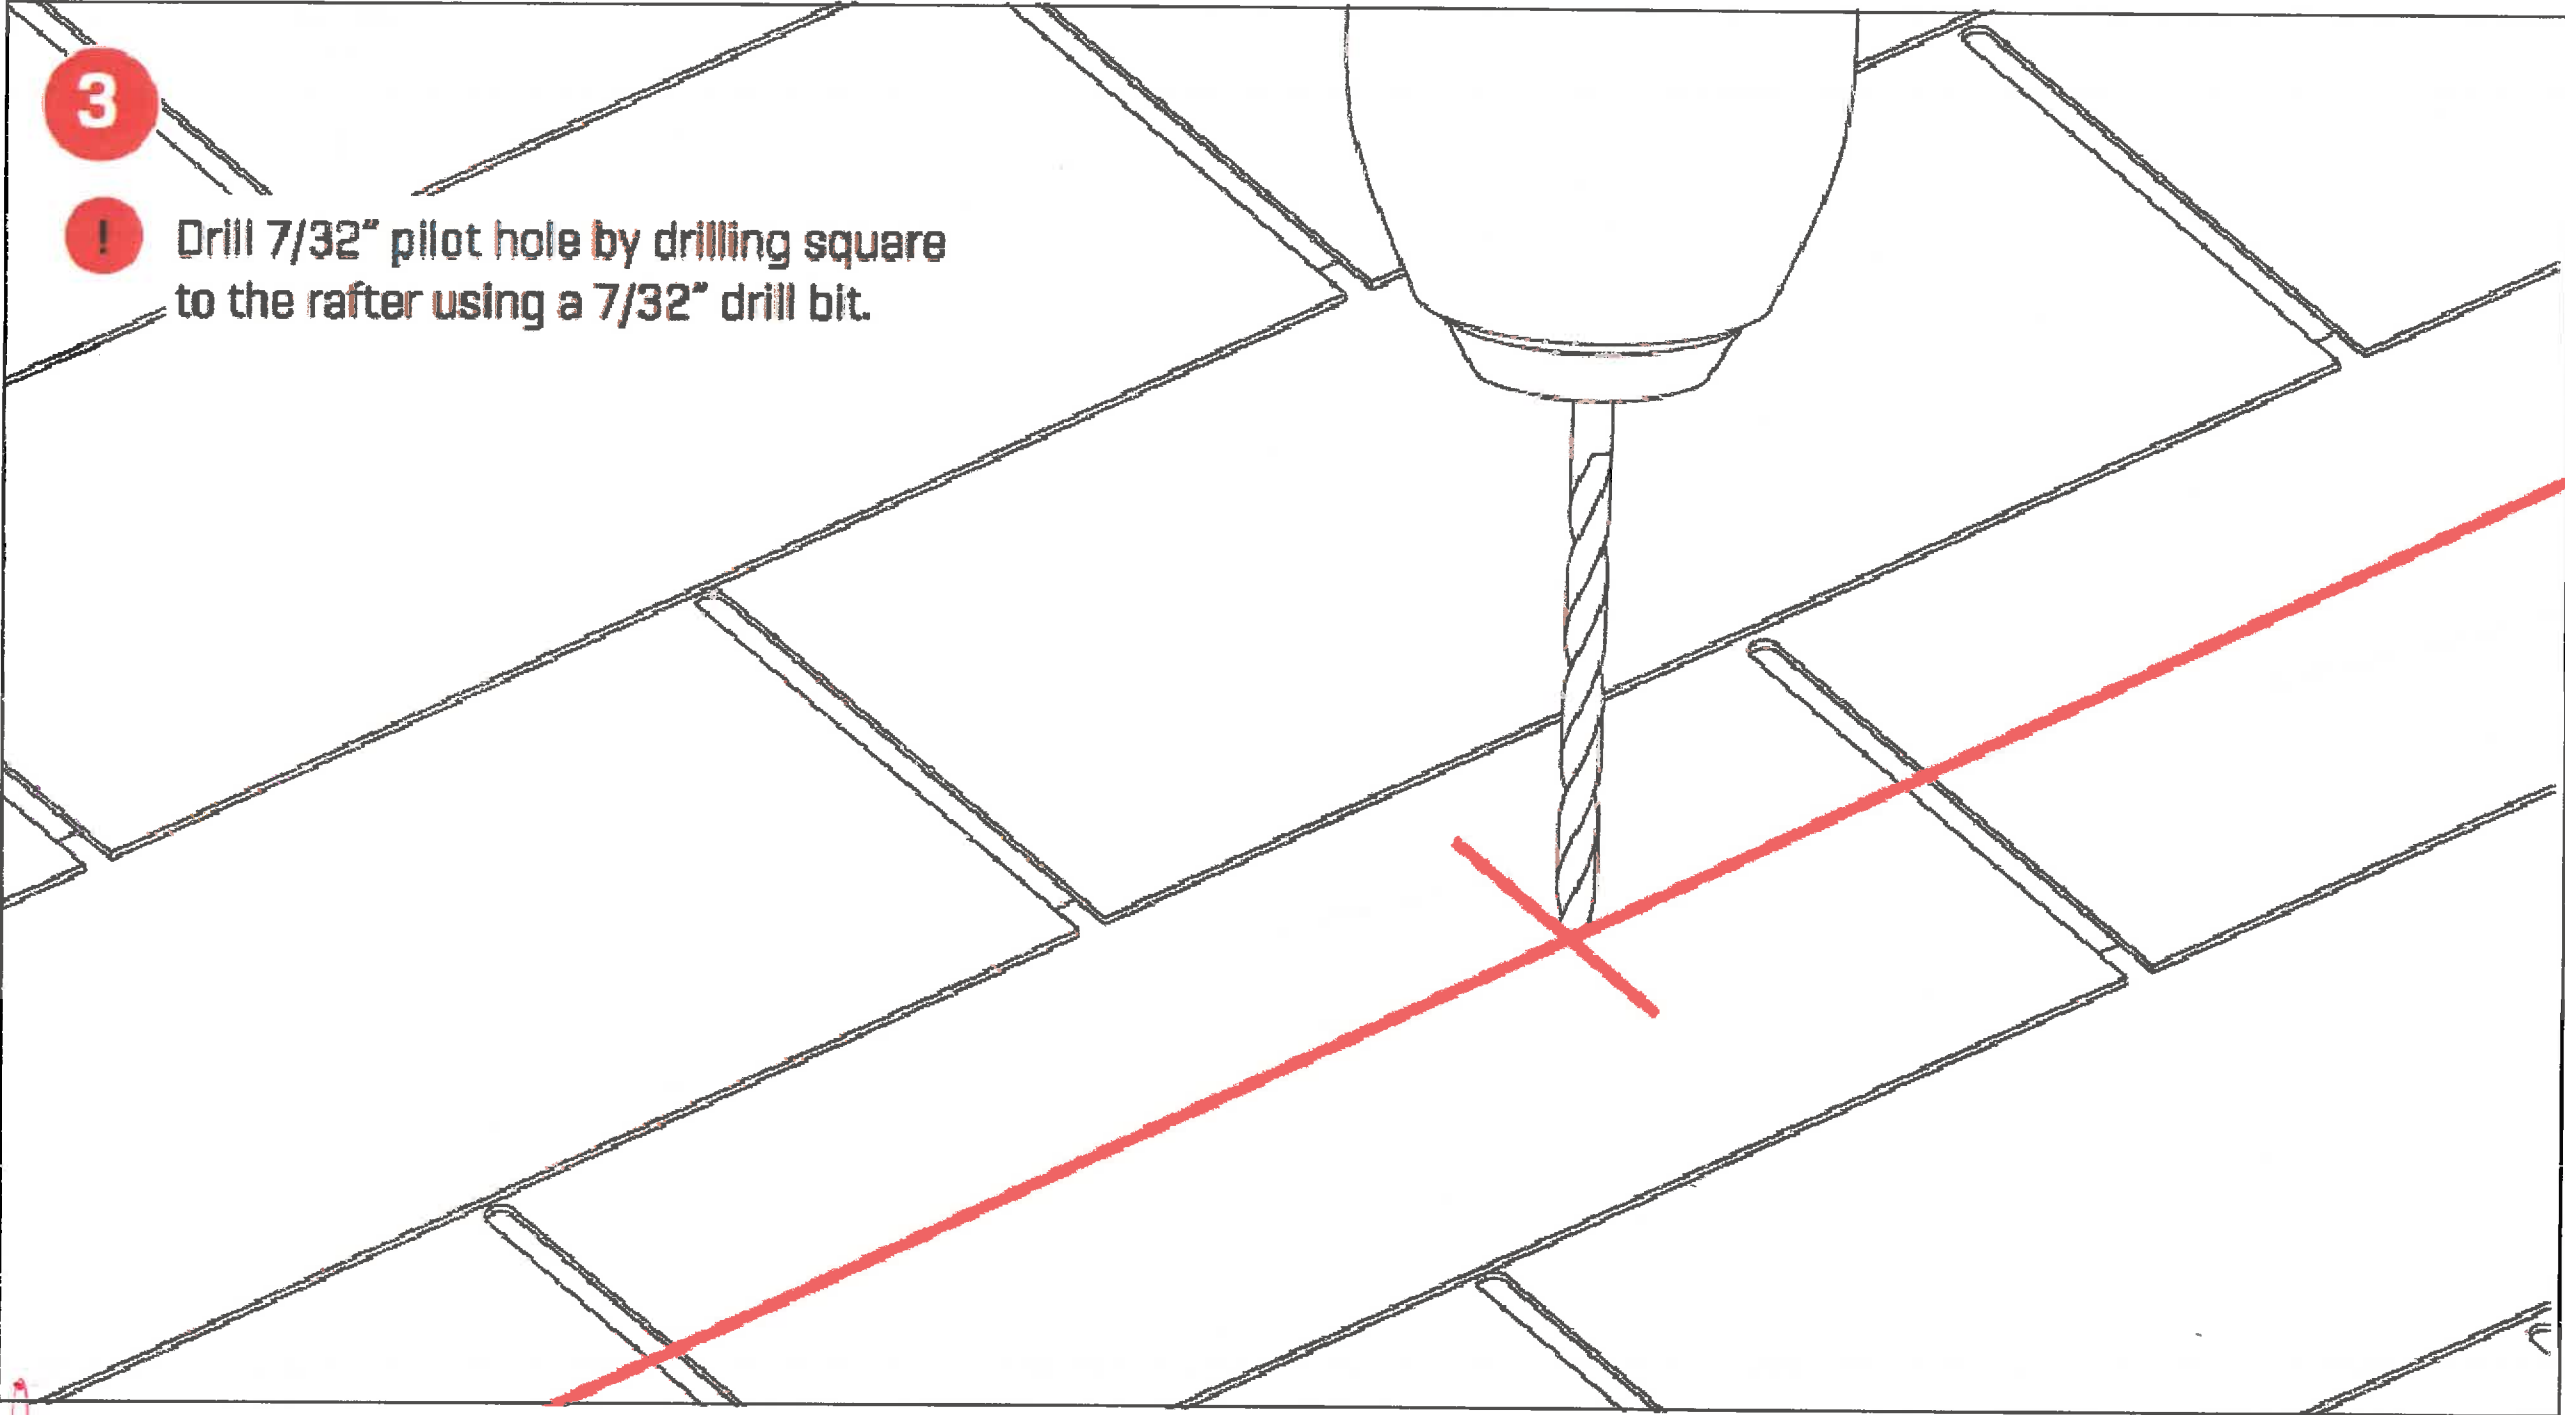 3
! Drill 7/32" pilot hole by drilling square
to the rafter using a 7/32" drill bit.